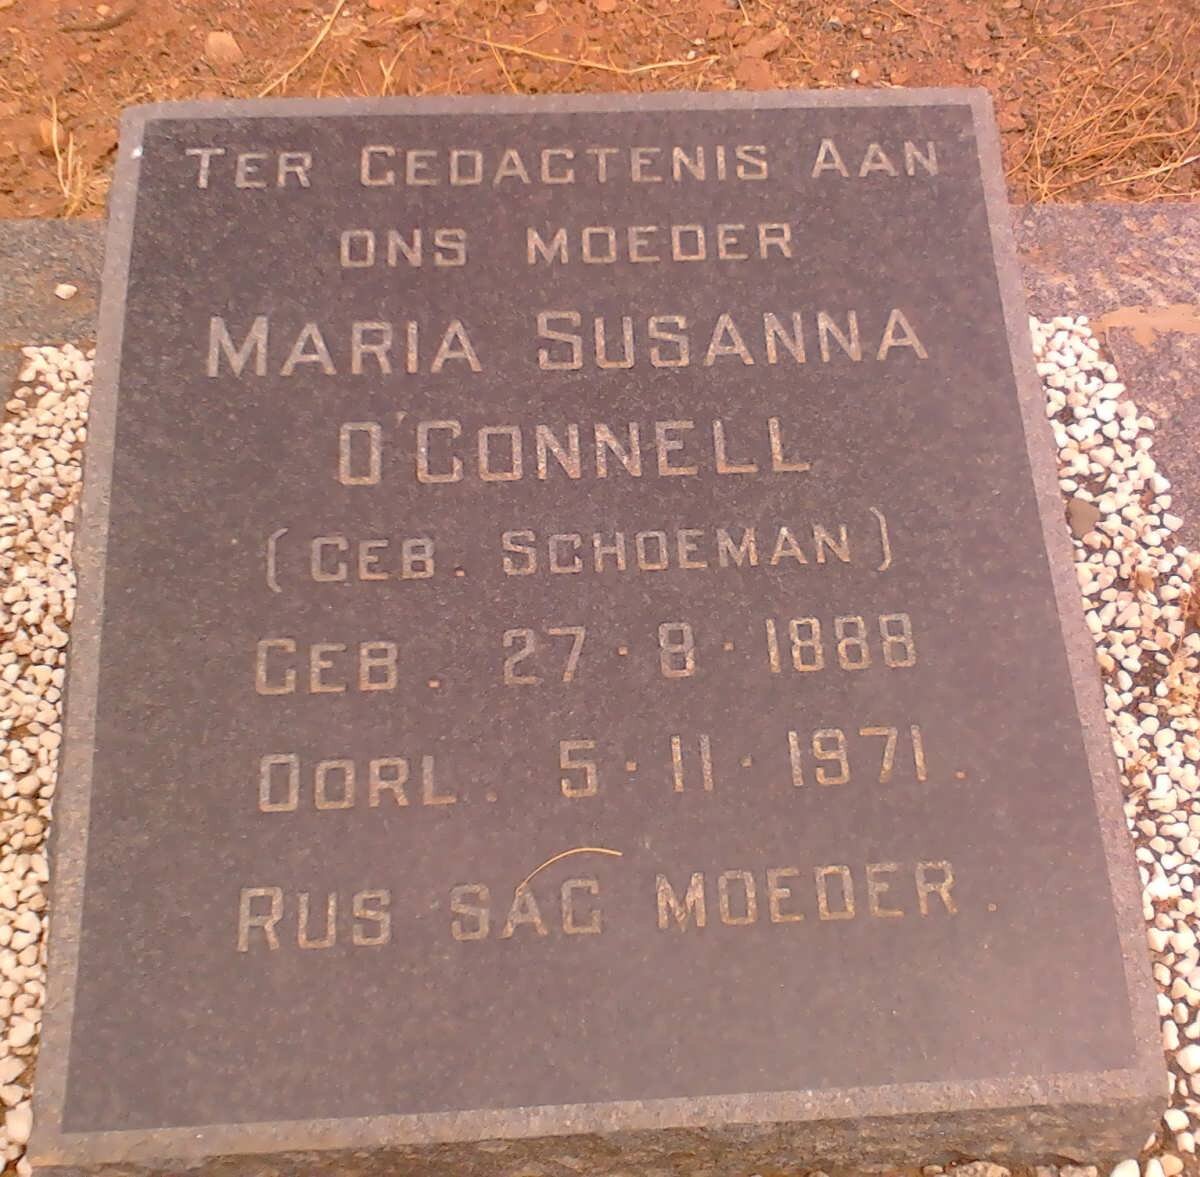 TER GEDAGTENIS AAN
ONS MOEDER
MARIA SUSANNA
O'CONNELL
(GEB. SCHOEMAN)
GEB. 27·8·1888
OORL. 5·11·1971.
RUS SAG MOEDER.